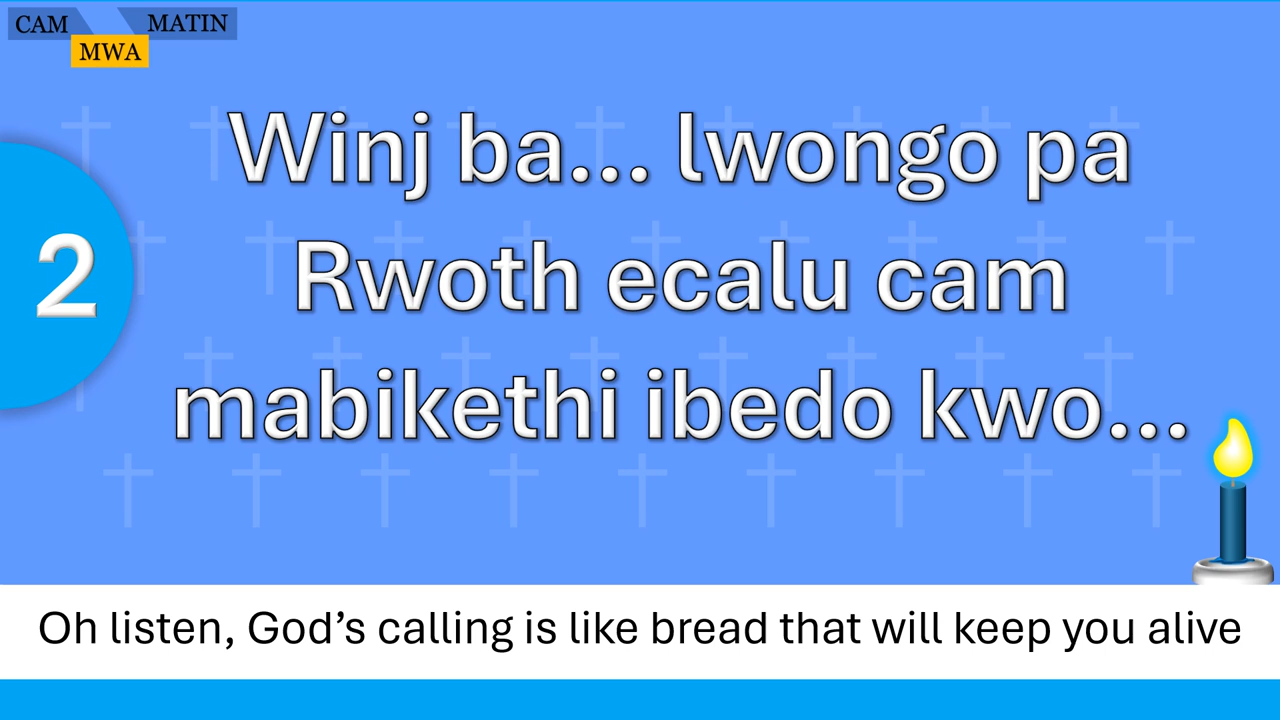 CAM MATIN
MWA
Winj ba... lwongo pa
2
Rwoth ecalu cam
mabikethi ibedo kwo...
Oh listen, God’s calling is like bread that will keep you alive